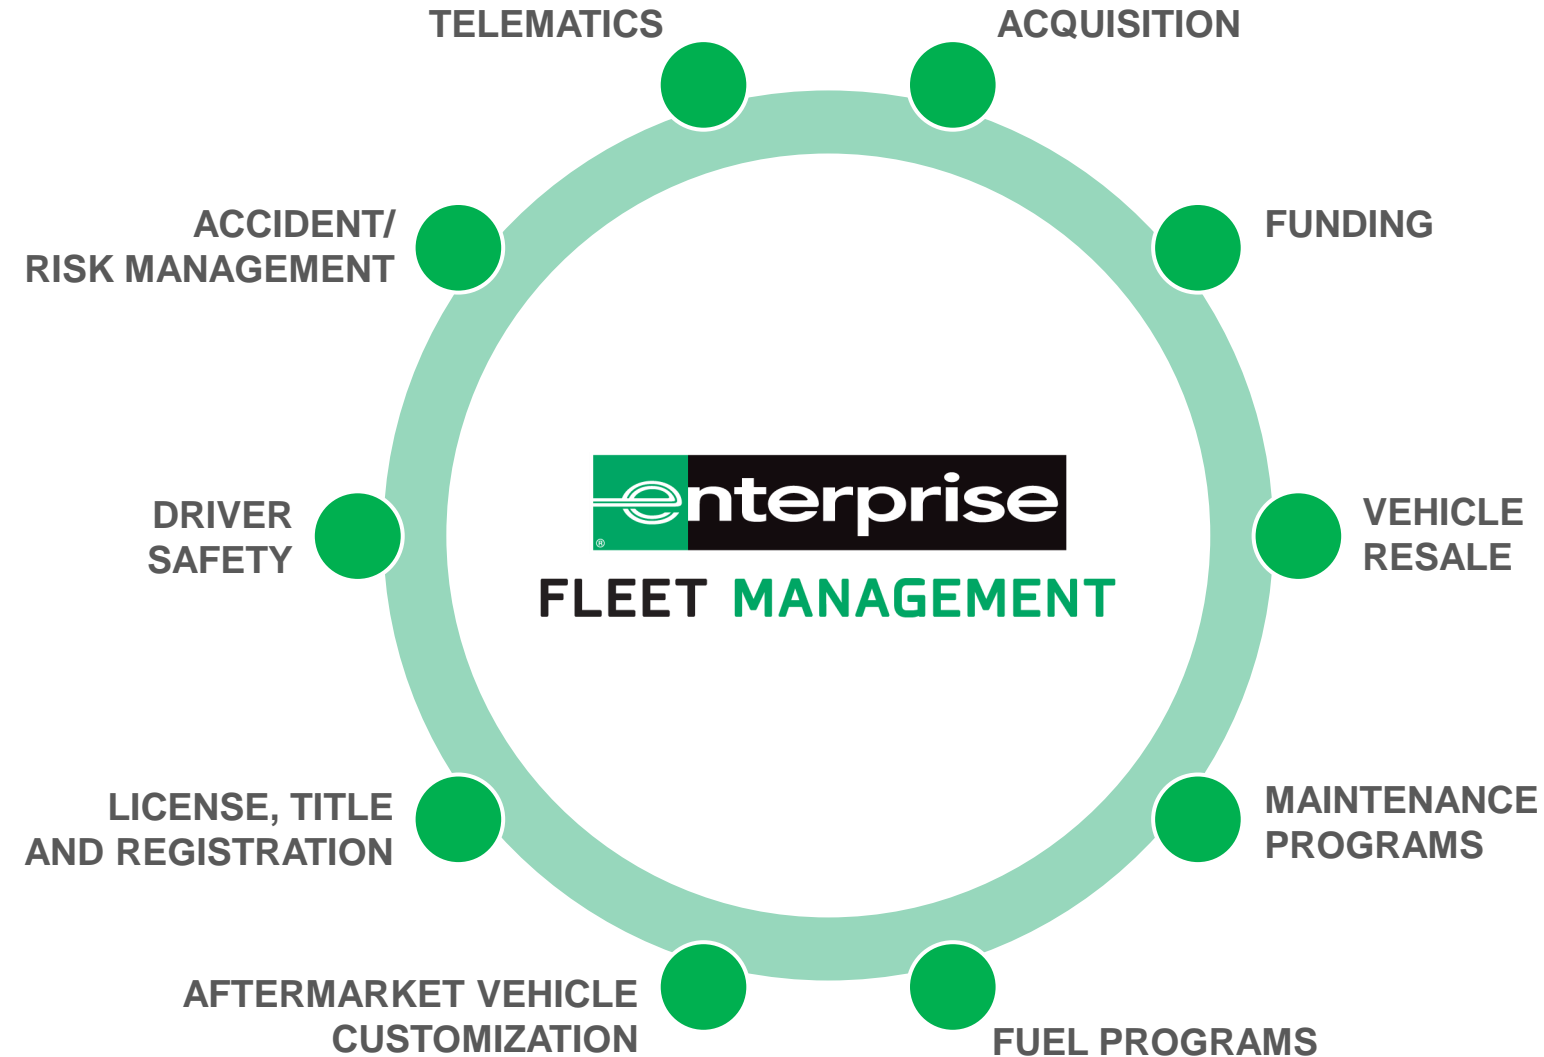 TELEMATICS
ACQUISITION
ACCIDENT/
RISK MANAGEMENT
FUNDING
enterprise
®
FLEET MANAGEMENT
DRIVER
SAFETY
VEHICLE
RESALE
LICENSE, TITLE
AND REGISTRATION
MAINTENANCE
PROGRAMS
AFTERMARKET VEHICLE
CUSTOMIZATION
FUEL PROGRAMS